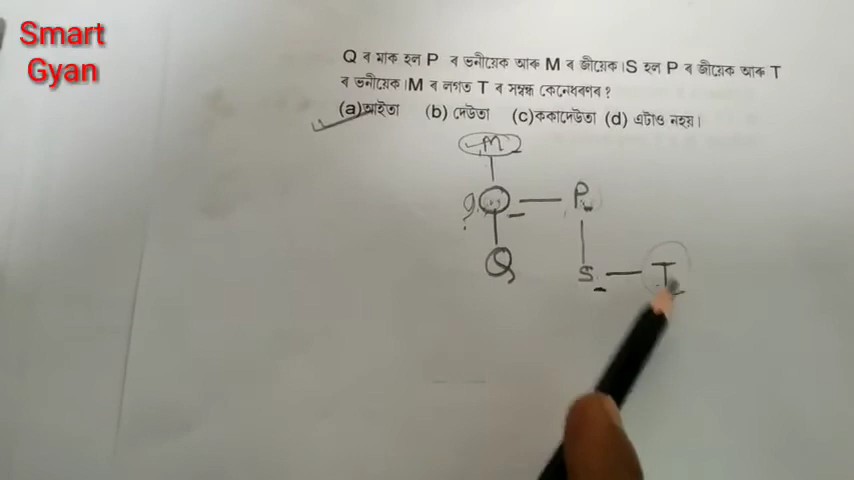 Smart
Gyan
Q ৰ মাক হল P ৰ ভনীয়েক আৰু M ৰ জীয়েক।S হল P ৰ জীয়েক আৰু T
ৰ ভনীয়েক।M ৰ লগত T ৰ সম্বন্ধ কেনেধৰণৰ?
(a)আইতা (b) দেউতা (c)ককাদেউতা (d) এটাও নহয়।
M
? P
Q S T